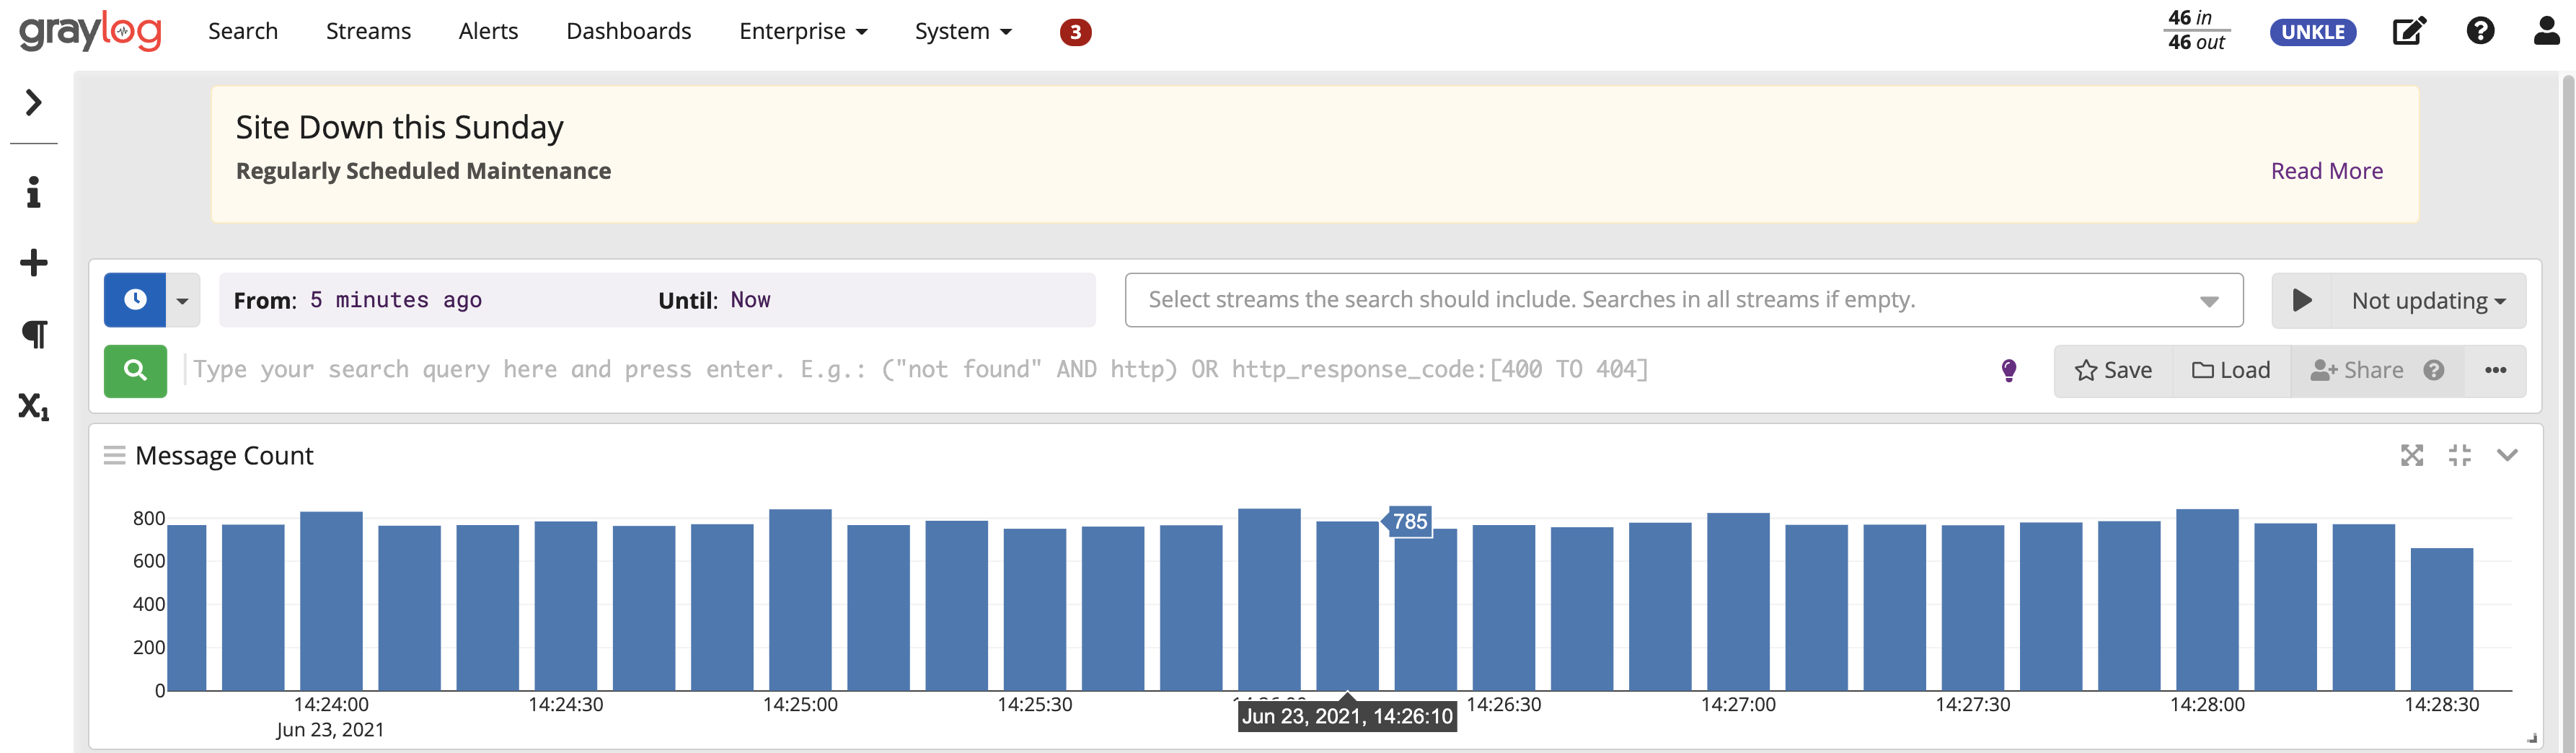 graylog
Search Streams Alerts Dashboards Enterprise System 3
46 in
46 out
UNKLE
Site Down this Sunday
Regularly Scheduled Maintenance
Read More
From: 5 minutes ago Until: Now
Select streams the search should include. Searches in all streams if empty.
Not updating
Type your search query here and press enter. E.g.: ("not found" AND http) OR http_response_code:[400 TO 404]
Save Load Share
X1
Message Count
800
600
400
200
0
785
14:24:00 14:24:30 14:25:00 14:25:30 14:26:30 14:27:00 14:27:30 14:28:00 14:28:30
Jun 23, 2021
Jun 23, 2021, 14:26:10